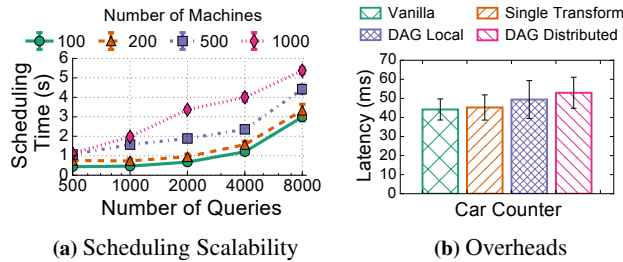 Number of Machines
100 200 500 1000
Scheduling
Time (s)
6
5
4
3
2
1
0
500 1000 2000 4000 8000
Number of Queries
(a) Scheduling Scalability
Vanilla Single Transform
DAG Local DAG Distributed
Latency (ms)
70
60
50
40
30
20
10
0
Car Counter
(b) Overheads